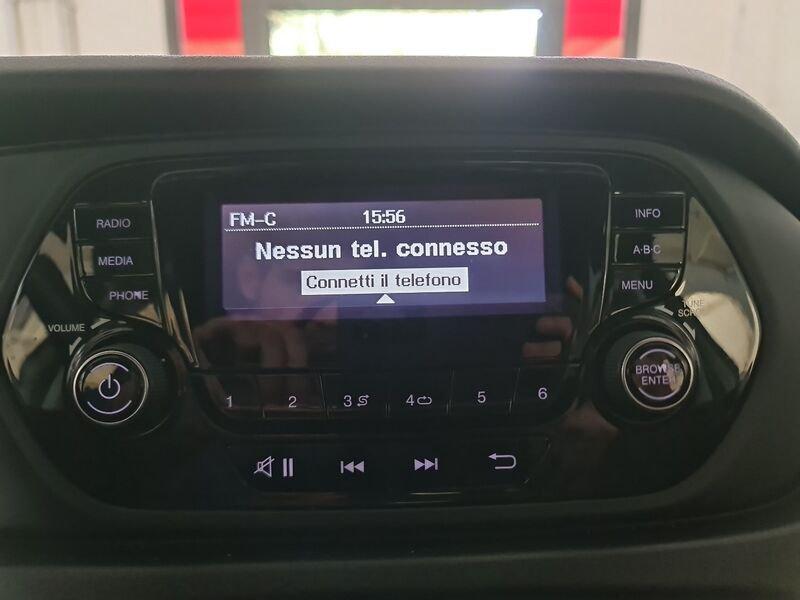 FM-C 15:56
Nessun tel. connesso
Connetti il telefono
RADIO
MEDIA
PHONE
VOLUME
INFO
A·B·C
MENU
TUNE
BROWSE
ENTER
1 2 3 4 5 6